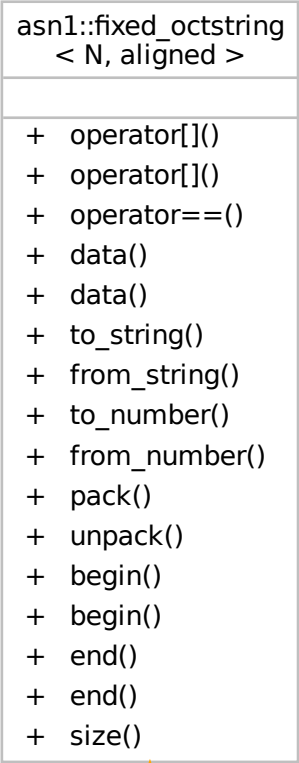 asn1::fixed_octstring
< N, aligned >
+ operator[]()
+ operator[]()
+ operator==()
+ data()
+ data()
+ to_string()
+ from_string()
+ to_number()
+ from_number()
+ pack()
+ unpack()
+ begin()
+ begin()
+ end()
+ end()
+ size()